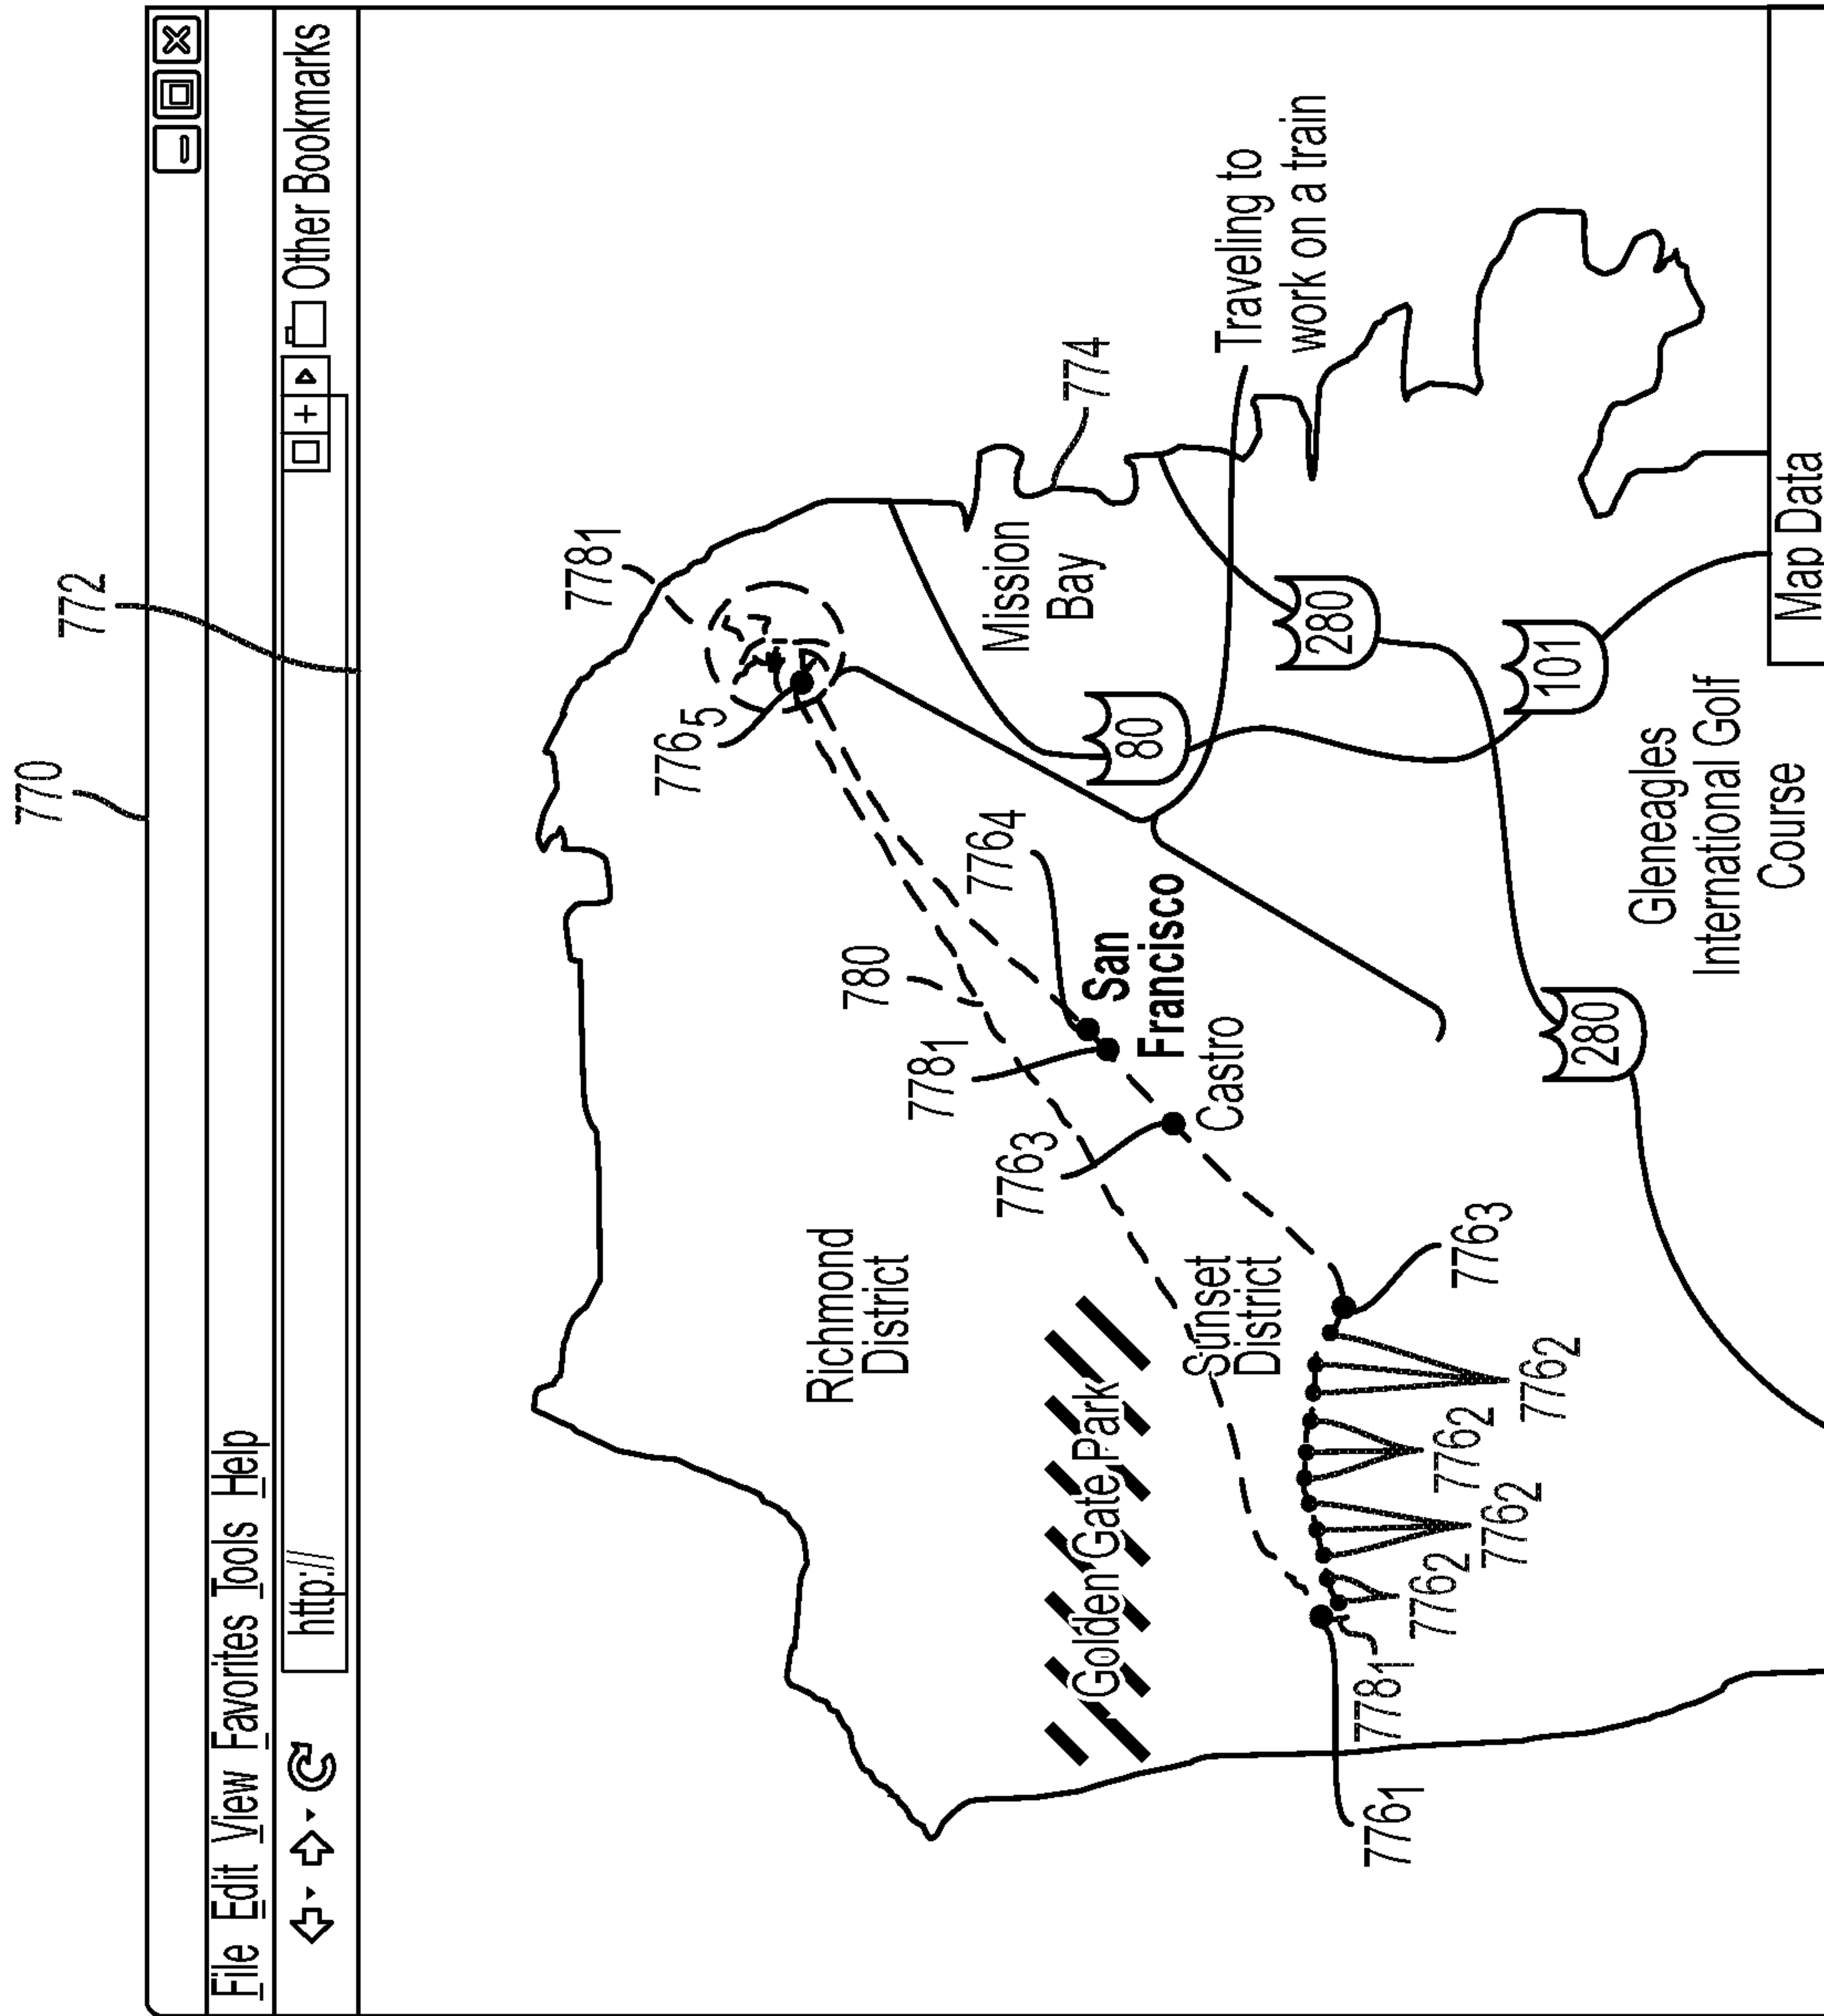 770
772
File Edit View Favorites Tools Help
http://
Other Bookmarks
778₁
776₅
Richmond
District
780
778₁
776₄
776₃
Mission
Bay
774
Golden Gate Park
San
Francisco
Castro
80
Sunset
District
Traveling to
work on a train
280
776₁
778₁
776₂
776₂
776₂
776₂
776₃
101
280
Gleneagles
International Golf
Course
Map Data